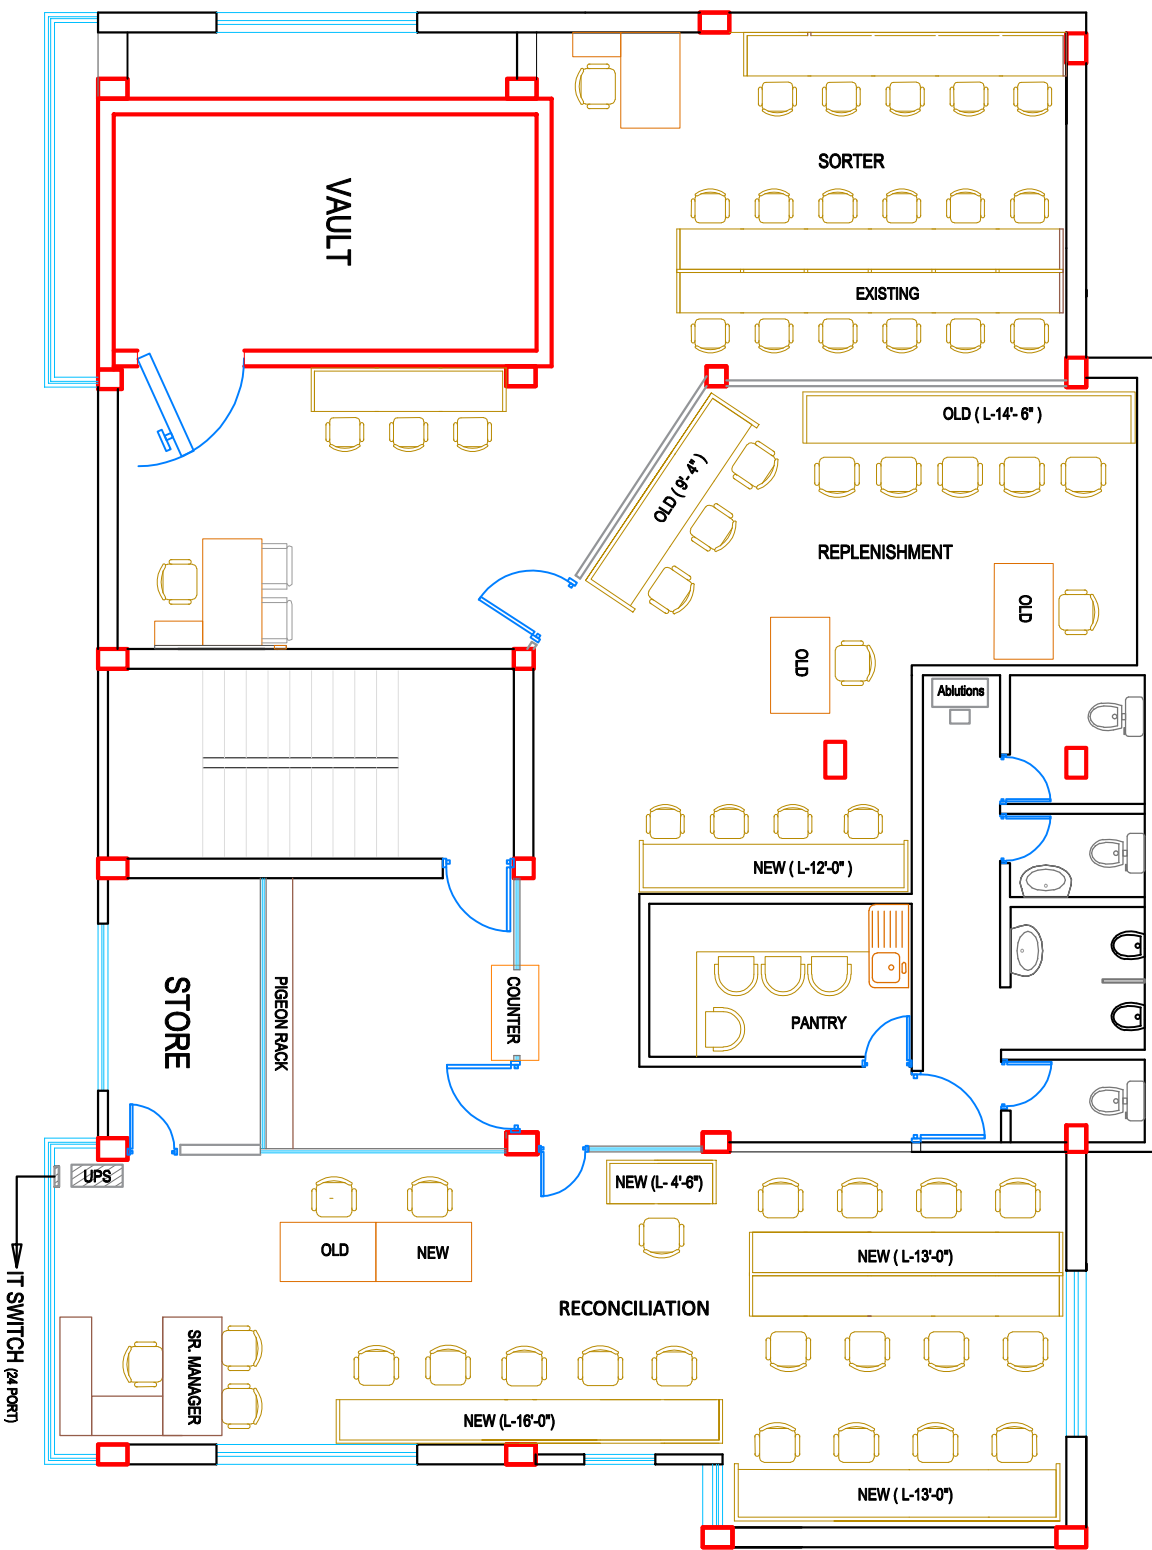 SORTER
VAULT
EXISTING
OLD ( L-14'- 6" )
OLD ( 9'- 4" )
REPLENISHMENT
OLD
OLD
Ablutions
NEW ( L-12'-0" )
PANTRY
COUNTER
PIGEON RACK
STORE
UPS
IT SWITCH (24 PORT)
NEW (L- 4'-6")
OLD
NEW
NEW ( L-13'-0")
RECONCILIATION
SR. MANAGER
NEW (L-16'-0")
NEW ( L-13'-0")